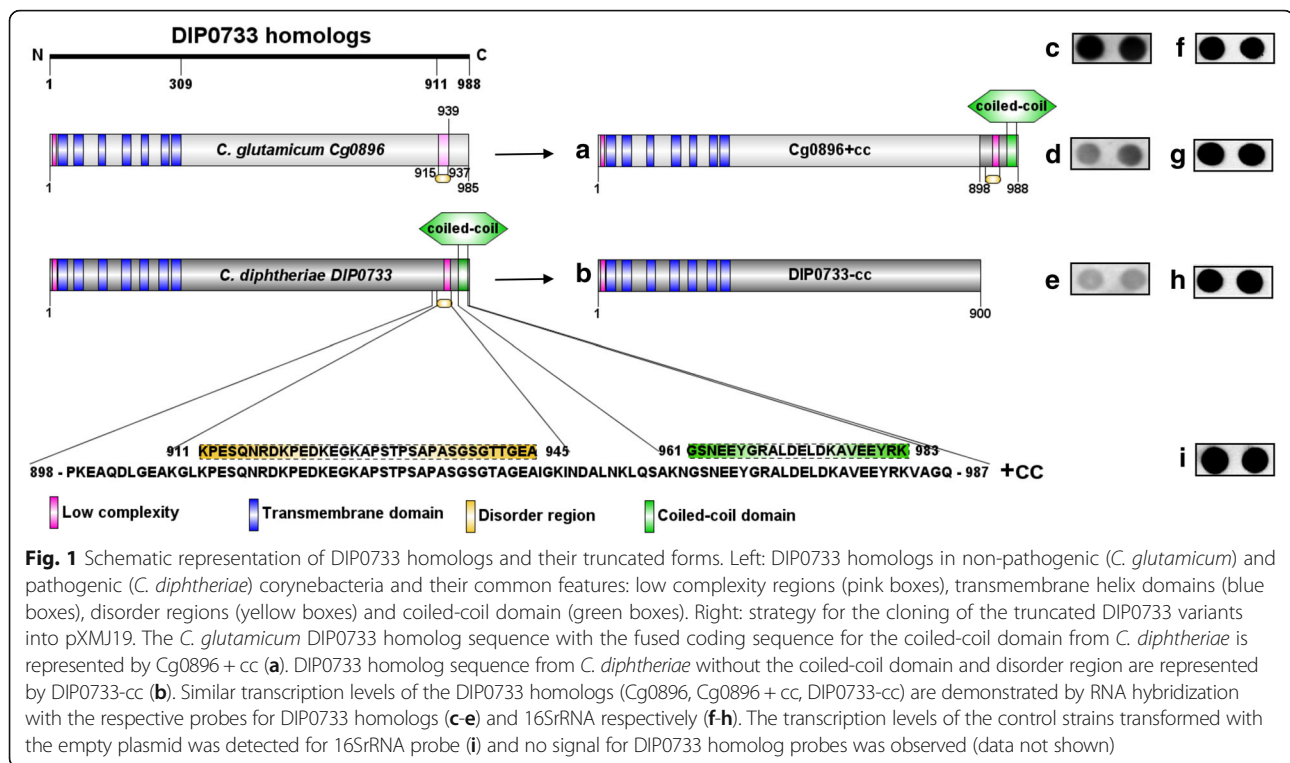 DIP0733 homologs
N C
1 309 911 988
c f
939
coiled-coil
C. glutamicum Cg0896
a Cg0896+cc
d g
915 937
1 985
898
1 988
coiled-coil
C. diphtheriae DIP0733
b DIP0733-cc
e h
1
1 900
911 KPESQNRDKPEDKEGKAPSTPSAPASGSGTTGEA 945 961 GSNEEYGRALDELDKAVEEYRK 983
i
898 - PKEAQDLGEAKGLKPESQNRDKPEDKEGKAPSTPSAPASGSGTAGEAIGKINDALNKLQSAKNGSNEEYGRALDELDKAVEEYRKVAGQ - 987 +cc
Low complexity Transmembrane domain Disorder region Coiled-coil domain
Fig. 1 Schematic representation of DIP0733 homologs and their truncated forms. Left: DIP0733 homologs in non-pathogenic (C. glutamicum) and
pathogenic (C. diphtheriae) corynebacteria and their common features: low complexity regions (pink boxes), transmembrane helix domains (blue
boxes), disorder regions (yellow boxes) and coiled-coil domain (green boxes). Right: strategy for the cloning of the truncated DIP0733 variants
into pXMJ19. The C. glutamicum DIP0733 homolog sequence with the fused coding sequence for the coiled-coil domain from C. diphtheriae is
represented by Cg0896 + cc (a). DIP0733 homolog sequence from C. diphtheriae without the coiled-coil domain and disorder region are represented
by DIP0733-cc (b). Similar transcription levels of the DIP0733 homologs (Cg0896, Cg0896 + cc, DIP0733-cc) are demonstrated by RNA hybridization
with the respective probes for DIP0733 homologs (c-e) and 16SrRNA respectively (f-h). The transcription levels of the control strains transformed with
the empty plasmid was detected for 16SrRNA probe (i) and no signal for DIP0733 homolog probes was observed (data not shown)